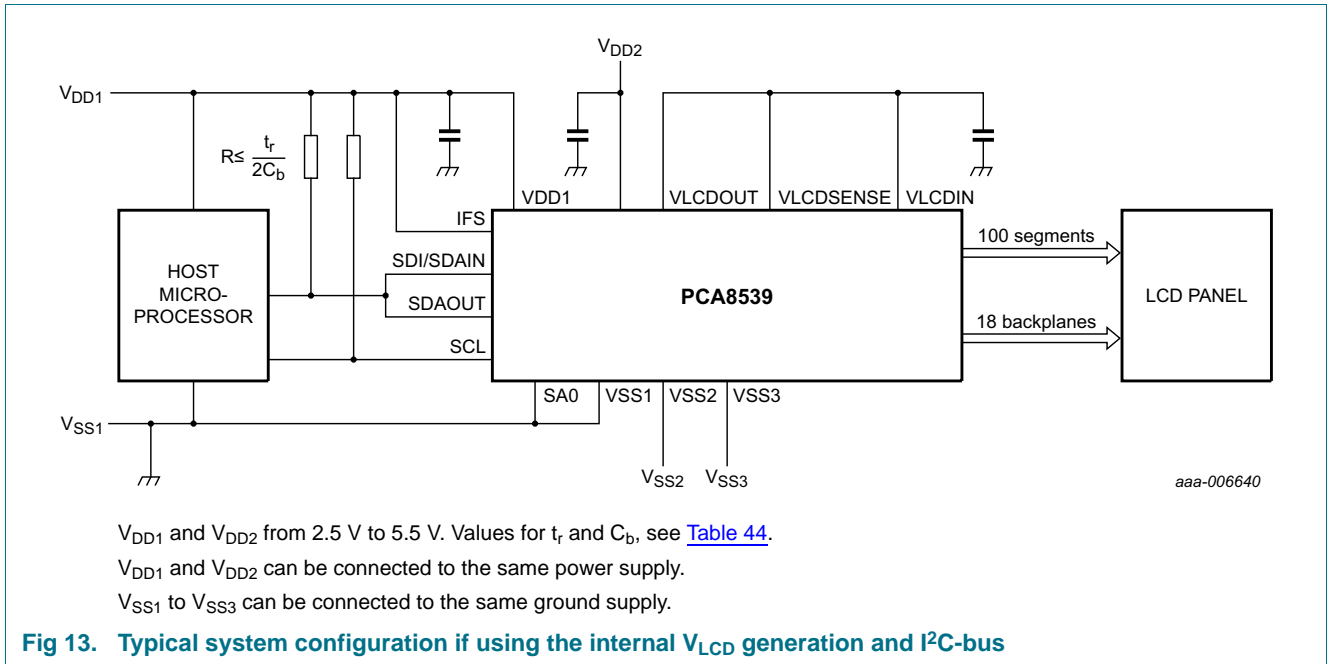 VDD2
VDD1
R≤ tr
2Cb
VDD1
VLCDOUT
VLCDSENSE
VLCDIN
IFS
SDI/SDAIN
SDAOUT
SCL
HOST
MICRO-
PROCESSOR
PCA8539
100 segments
18 backplanes
LCD PANEL
SA0
VSS1
VSS2
VSS3
VSS1
VSS2
VSS3
aaa-006640
VDD1 and VDD2 from 2.5 V to 5.5 V. Values for tr and Cb, see Table 44.
VDD1 and VDD2 can be connected to the same power supply.
VSS1 to VSS3 can be connected to the same ground supply.
Fig 13. Typical system configuration if using the internal VLCD generation and I²C-bus